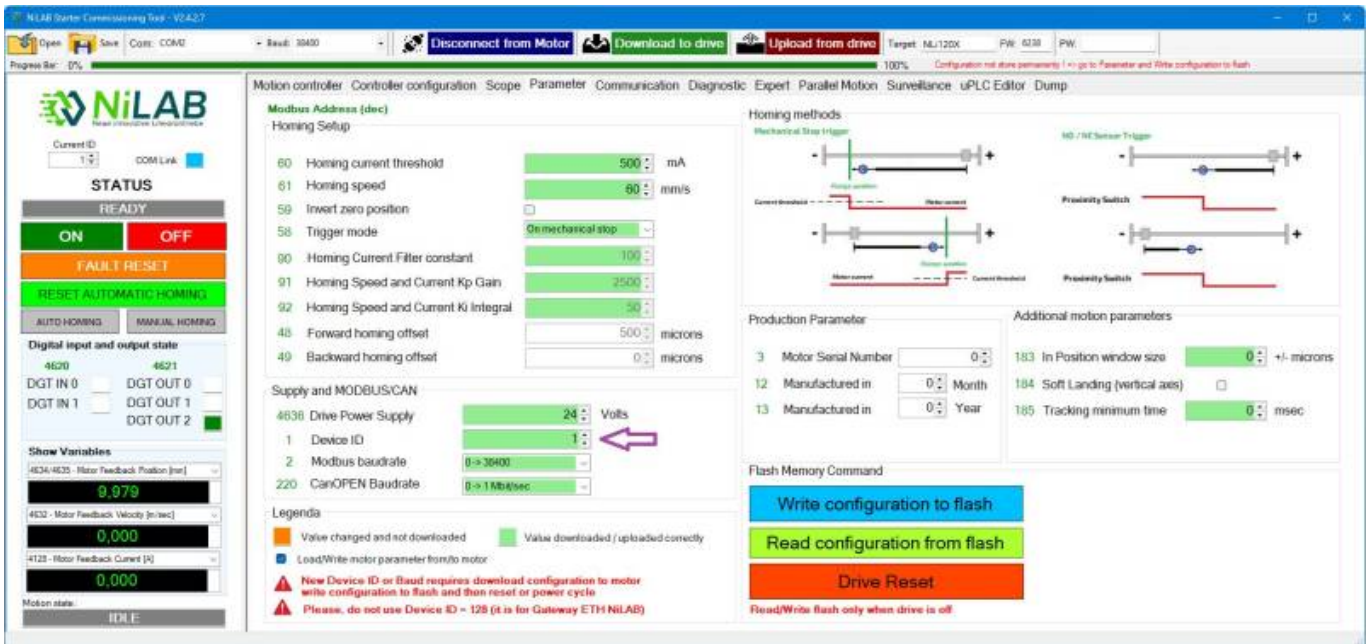 NiLAB Starter Commissioning Tool - V2.4.2.7
Open Save Com: COM2 Baud: 38400 Disconnect from Motor Download to drive Upload from drive Target: NLi120X FW: 6238 PW:
Progress Bar: 0% 100% Configuration not store permanently ! => go to Parameter and Write configuration to flash
Motion controller Controller configuration Scope Parameter Communication Diagnostic Expert Parallel Motion Surveillance uPLC Editor Dump
NiLAB
Current ID
1 COM Link
STATUS
READY
ON OFF
FAULT RESET
RESET AUTOMATIC HOMING
AUTO HOMING MANUAL HOMING
Digital input and output state
4620 4621
DGT IN 0 DGT OUT 0
DGT IN 1 DGT OUT 1
DGT OUT 2
Show Variables
4634/4635 - Motor Feedback Position [mm]
9,979
4632 - Motor Feedback Velocity [m/sec]
0,000
4128 - Motor Feedback Current [A]
0,000
Motion state:
IDLE
Modbus Address (dec)
Homing Setup
60 Homing current threshold 500 mA
61 Homing speed 60 mm/s
59 Invert zero position
58 Trigger mode On mechanical stop
90 Homing Current Filter constant 100
91 Homing Speed and Current Kp Gain 2500
92 Homing Speed and Current Ki Integral 50
48 Forward homing offset 500 microns
49 Backward homing offset 0 microns
Supply and MODBUS/CAN
4636 Drive Power Supply 24 Volts
1 Device ID 1
2 Modbus baudrate 0-> 38400
220 CanOPEN Baudrate 0-> 1 Mbit/sec
Legenda
Value changed and not downloaded Value downloaded / uploaded correctly
Load/Write motor parameter from/to motor
New Device ID or Baud requires download configuration to motor
write configuration to flash and then reset or power cycle
Please, do not use Device ID = 128 (it is for Gateway ETH NiLAB)
Homing methods
Mechanical Stop trigger NO / NC Sensor Trigger
- + - +
Current threshold Motor current Proximity Switch
- + - +
Motor current Current threshold Proximity Switch
Production Parameter
3 Motor Serial Number 0
12 Manufactured in 0 Month
13 Manufactured in 0 Year
Additional motion parameters
183 In Position window size 0 +/- microns
184 Soft Landing (vertical axis)
185 Tracking minimum time 0 msec
Flash Memory Command
Write configuration to flash
Read configuration from flash
Drive Reset
Read/Write flash only when drive is off